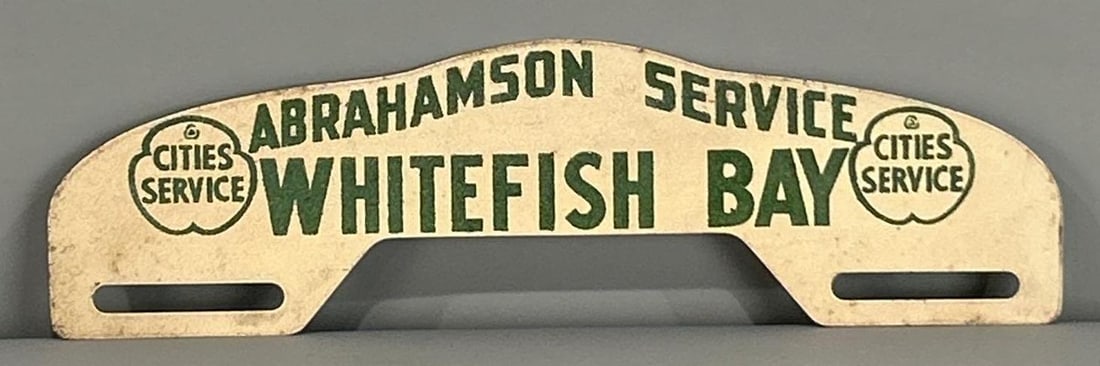 ABRAHAMSON SERVICE
WHITEFISH BAY
CITIES
SERVICE
CITIES
SERVICE